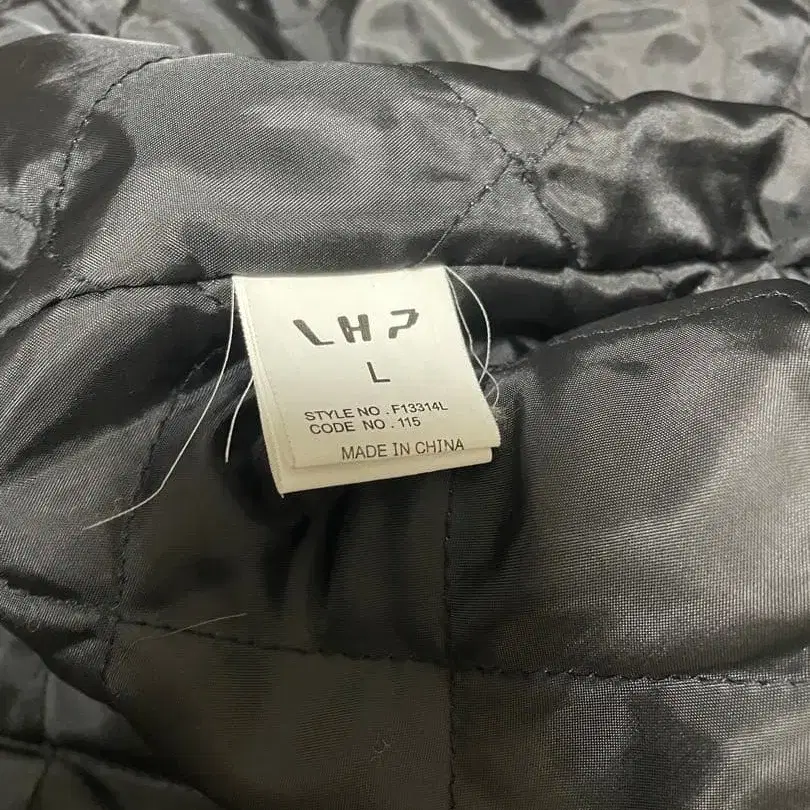 LHP
L
STYLE NO . F13314L
CODE NO . 115
MADE IN CHINA